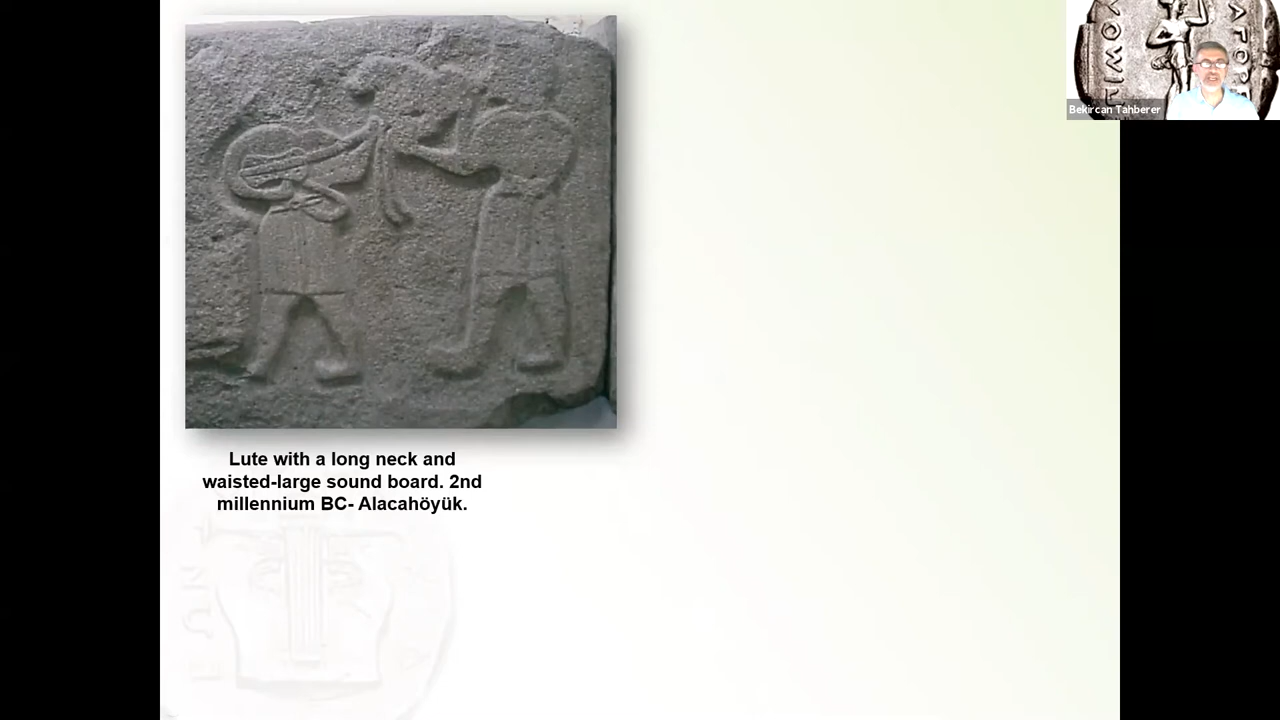 Lute with a long neck and
waisted-large sound board. 2nd
millennium BC- Alacahöyük.
Bekircan Tahberer